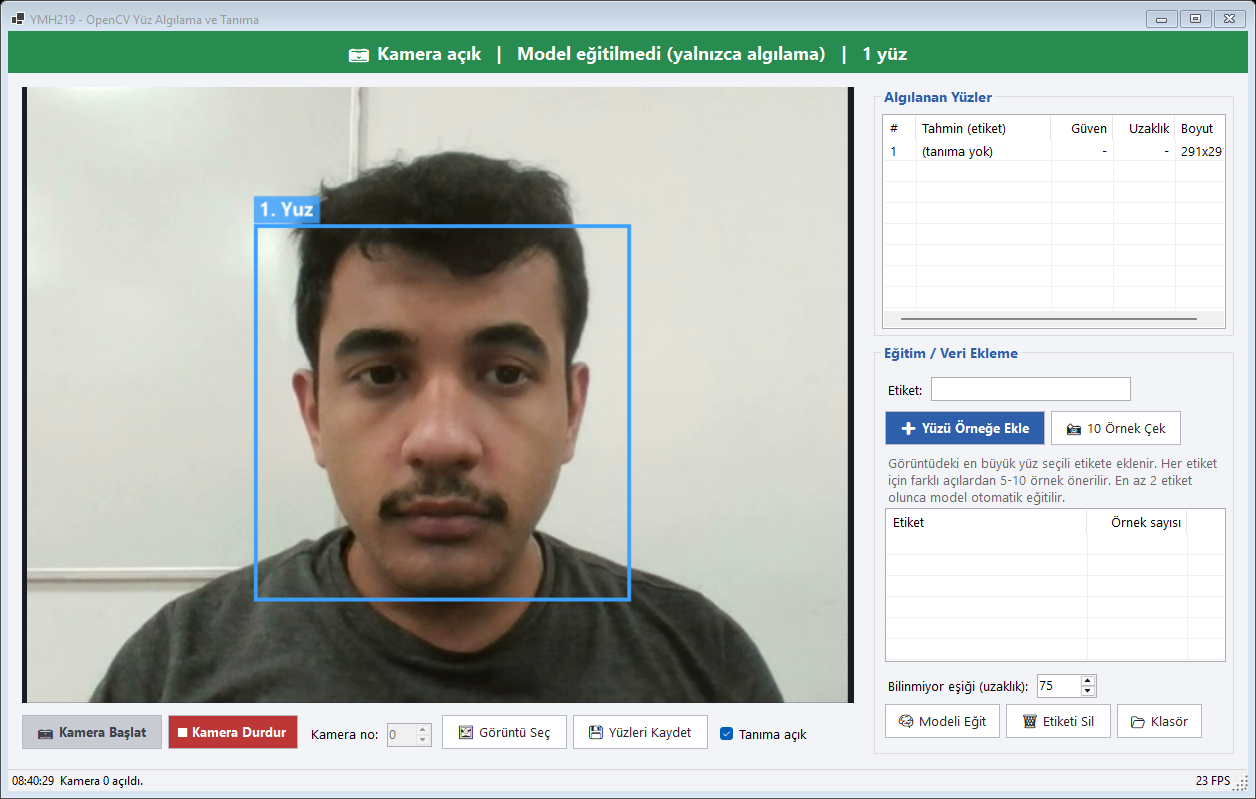 YMH219 - OpenCV Yüz Algılama ve Tanıma
Kamera açık | Model eğitilmedi (yalnızca algılama) | 1 yüz
1. Yuz
Algılanan Yüzler
# Tahmin (etiket) Güven Uzaklık Boyut
1 (tanıma yok) - - 291x29
Eğitim / Veri Ekleme
Etiket:
Yüzü Örneğe Ekle 10 Örnek Çek
Görüntüdeki en büyük yüz seçili etikete eklenir. Her etiket
için farklı açılardan 5-10 örnek önerilir. En az 2 etiket
olunca model otomatik eğitilir.
Etiket Örnek sayısı
Bilinmiyor eşiği (uzaklık): 75
Modeli Eğit Etiketi Sil Klasör
Kamera Başlat Kamera Durdur Kamera no: 0 Görüntü Seç Yüzleri Kaydet Tanıma açık
08:40:29 Kamera 0 açıldı. 23 FPS